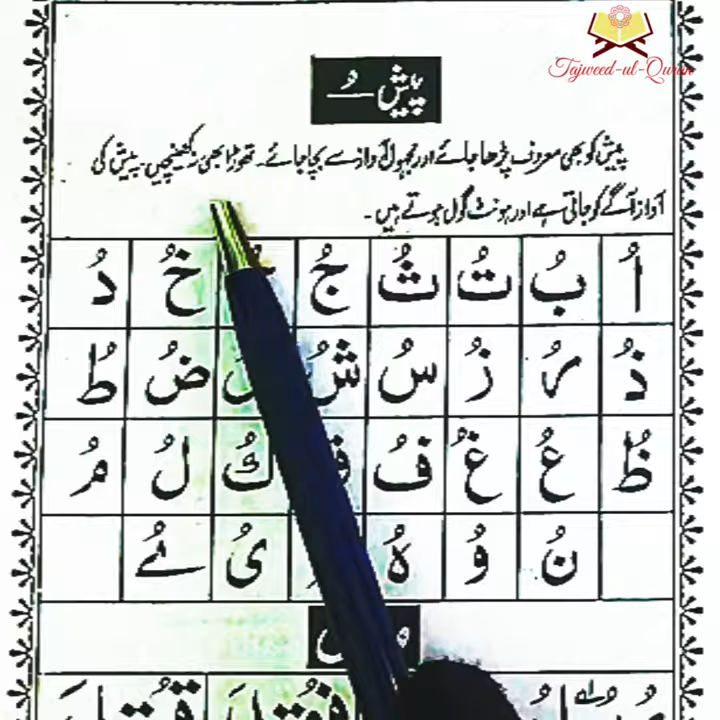 Tajweed-ul-Quran
پیش ـُ
پیش کو بھی معروف پڑھا جائے اور مجہول آواز سے بچا جائے۔ تھوڑا بھی نہ کھینچیں۔ پیش کی
آواز آگے کو جاتی ہے اور ہونٹ گول ہوتے ہیں۔
اُ بُ تُ ثُ جُ خُ دُ
ذُ رُ زُ سُ شُ ضُ طُ
ظُ عُ غُ فُ كُ لُ مُ
نُ وُ هُ یُ ےُ